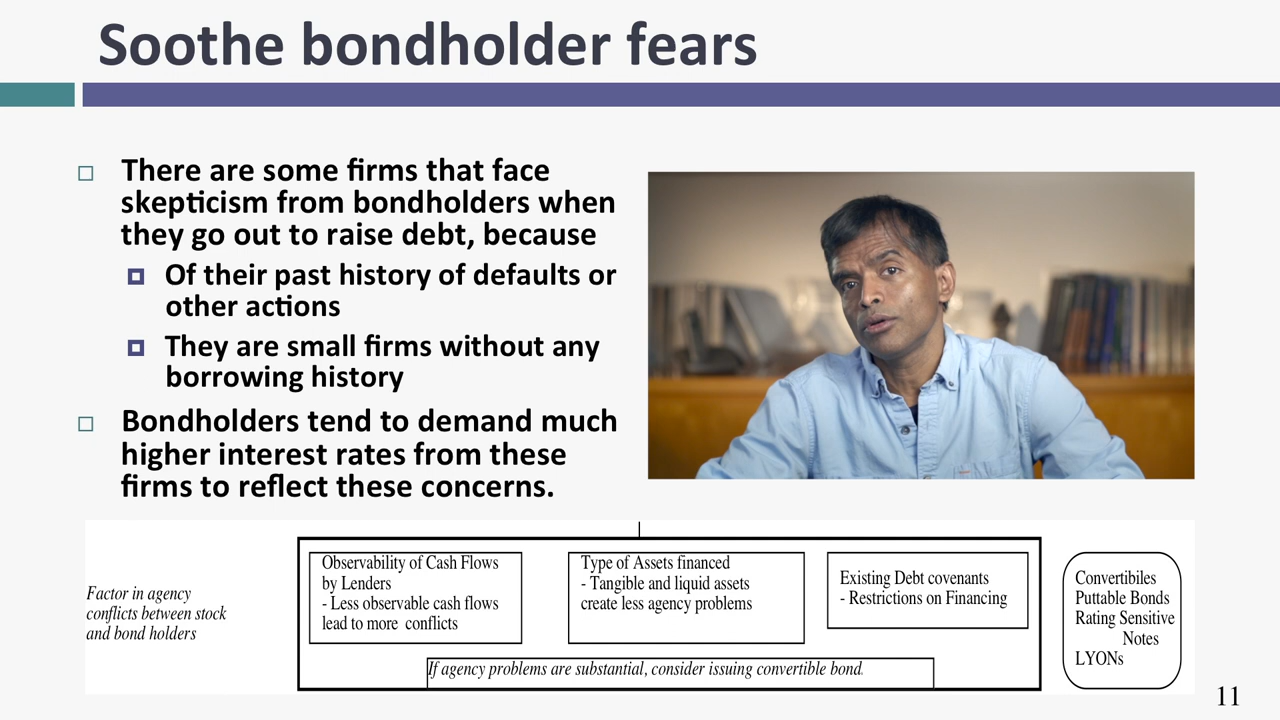 Soothe bondholder fears
There are some firms that face
skepticism from bondholders when
they go out to raise debt, because
Of their past history of defaults or
other actions
They are small firms without any
borrowing history
Bondholders tend to demand much
higher interest rates from these
firms to reflect these concerns.
Factor in agency
conflicts between stock
and bond holders
Observability of Cash Flows
by Lenders
- Less observable cash flows
lead to more conflicts
Type of Assets financed
- Tangible and liquid assets
create less agency problems
Existing Debt covenants
- Restrictions on Financing
If agency problems are substantial, consider issuing convertible bond.
Convertibiles
Puttable Bonds
Rating Sensitive
Notes
LYONs
11